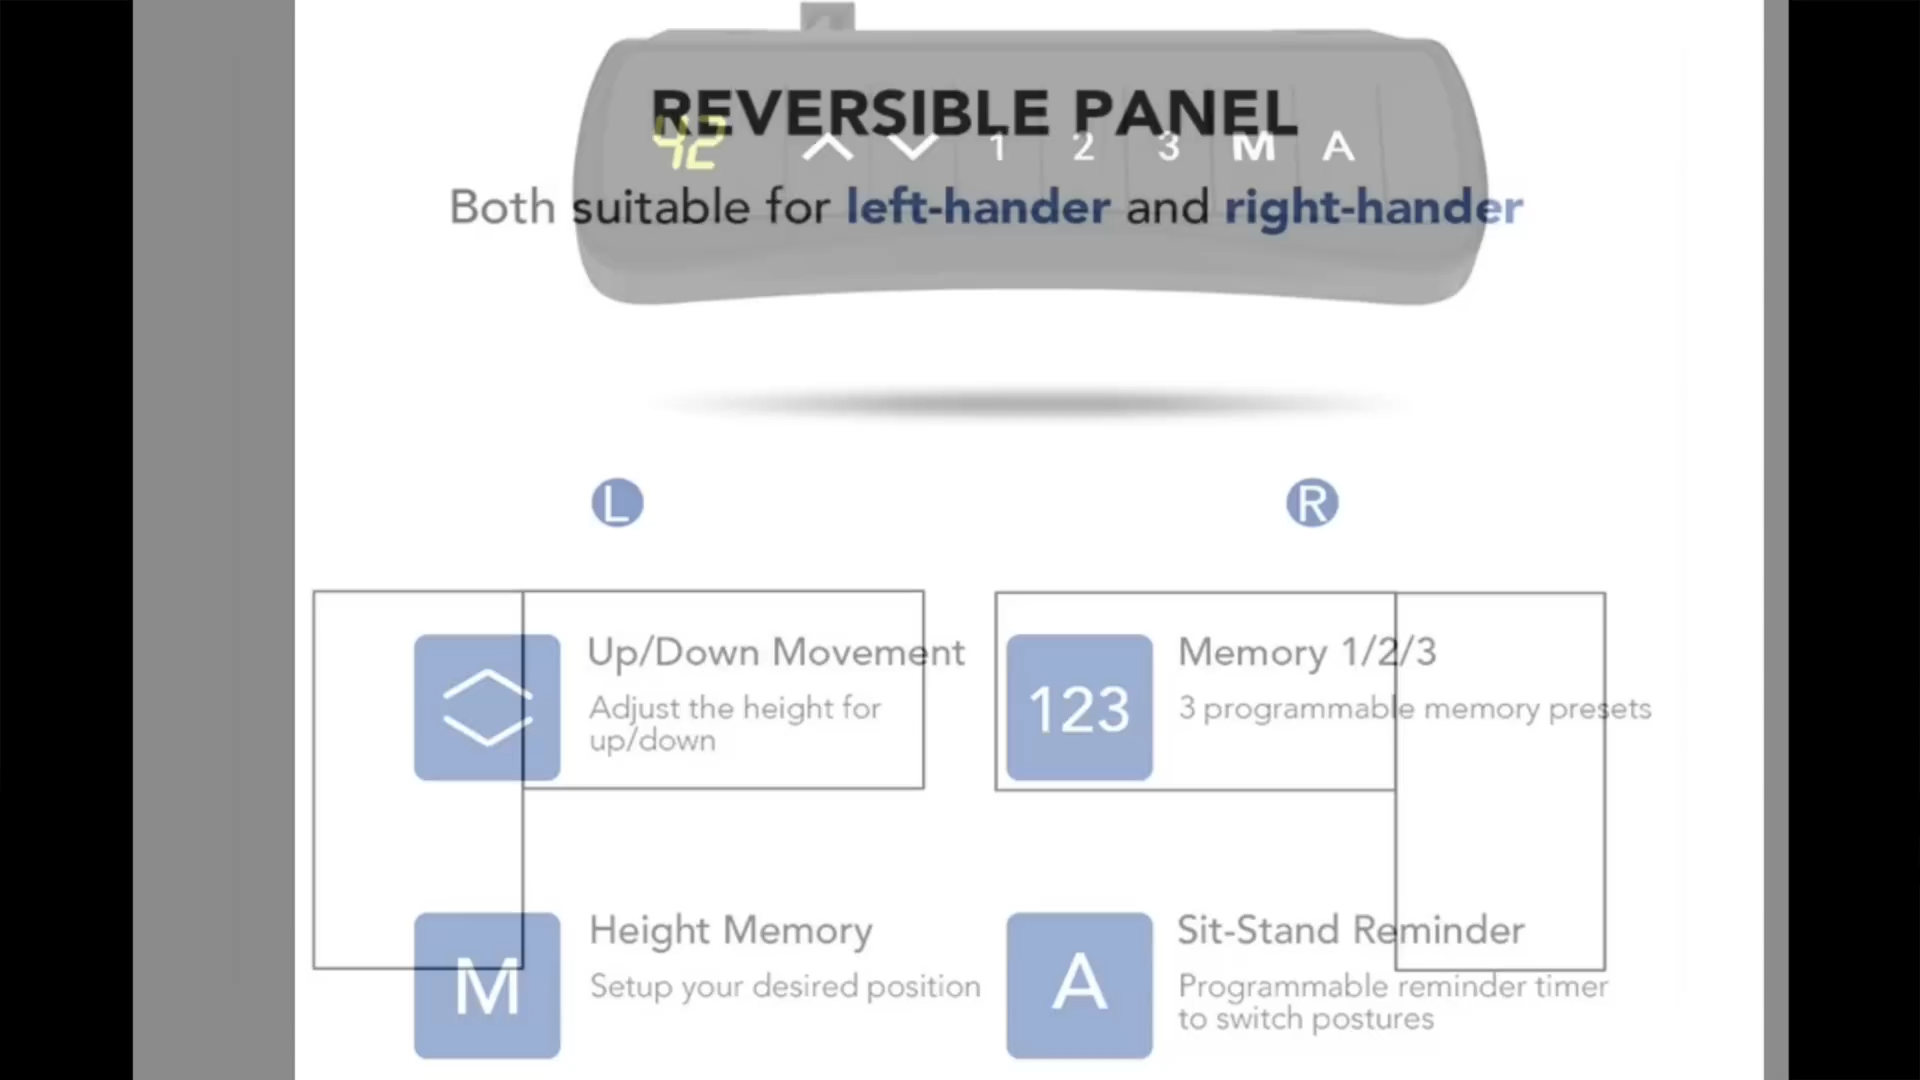 REVERSIBLE PANEL
42 1 2 3 M A
Both suitable for left-hander and right-hander
L
R
Up/Down Movement
Adjust the height for
up/down
123
Memory 1/2/3
3 programmable memory presets
M
Height Memory
Setup your desired position
A
Sit-Stand Reminder
Programmable reminder timer
to switch postures